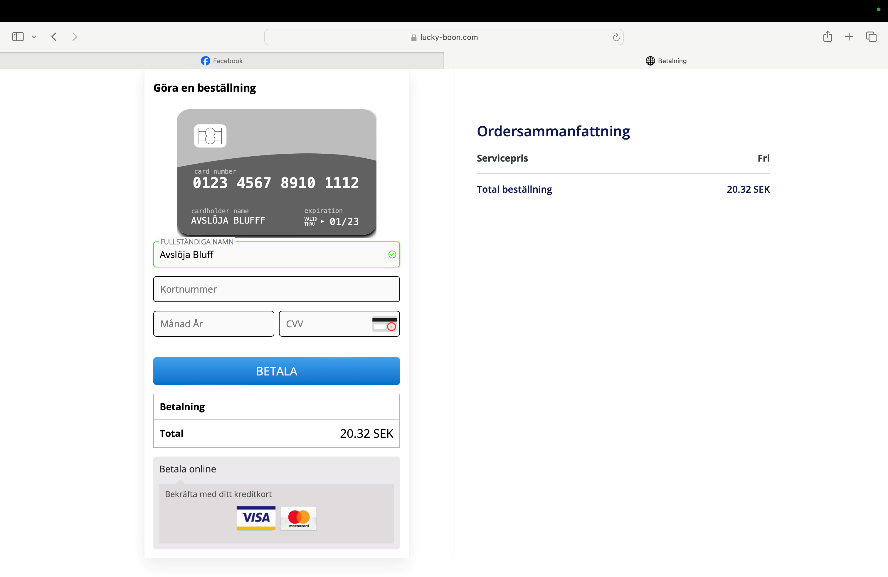 lucky-boon.com
Facebook
Betalning
Göra en beställning
card number
0123 4567 8910 1112
cardholder name
expiration
AVSLÖJA BLUFFF
VALID THRU
01/23
FULLSTÄNDIGA NAMN
Avslöja Bluff
Kortnummer
Månad År
CVV
BETALA
Betalning
Total
20.32 SEK
Betala online
Bekräfta med ditt kreditkort
VISA
mastercard
Ordersammanfattning
Servicepris
Fri
Total beställning
20.32 SEK